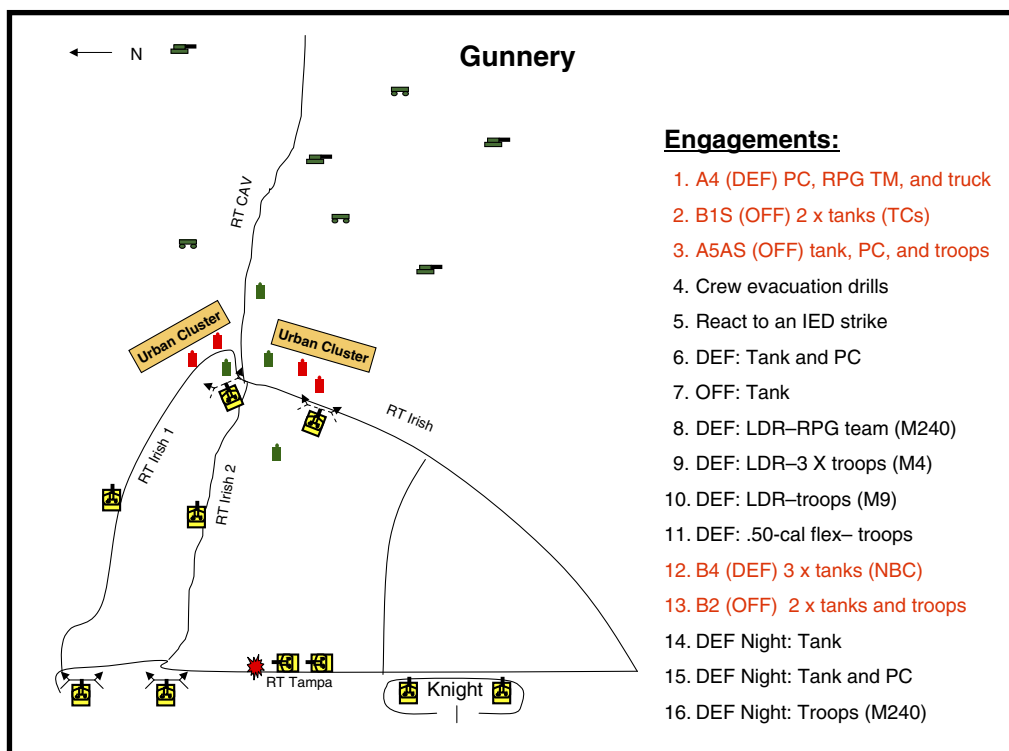 Gunnery
N
RT CAV
Urban Cluster
Urban Cluster
RT Irish
RT Irish 1
RT Irish 2
RT Tampa
Knight
Engagements:
1. A4 (DEF) PC, RPG TM, and truck
2. B1S (OFF) 2 x tanks (TCs)
3. A5AS (OFF) tank, PC, and troops
4. Crew evacuation drills
5. React to an IED strike
6. DEF: Tank and PC
7. OFF: Tank
8. DEF: LDR–RPG team (M240)
9. DEF: LDR–3 X troops (M4)
10. DEF: LDR–troops (M9)
11. DEF: .50-cal flex– troops
12. B4 (DEF) 3 x tanks (NBC)
13. B2 (OFF) 2 x tanks and troops
14. DEF Night: Tank
15. DEF Night: Tank and PC
16. DEF Night: Troops (M240)